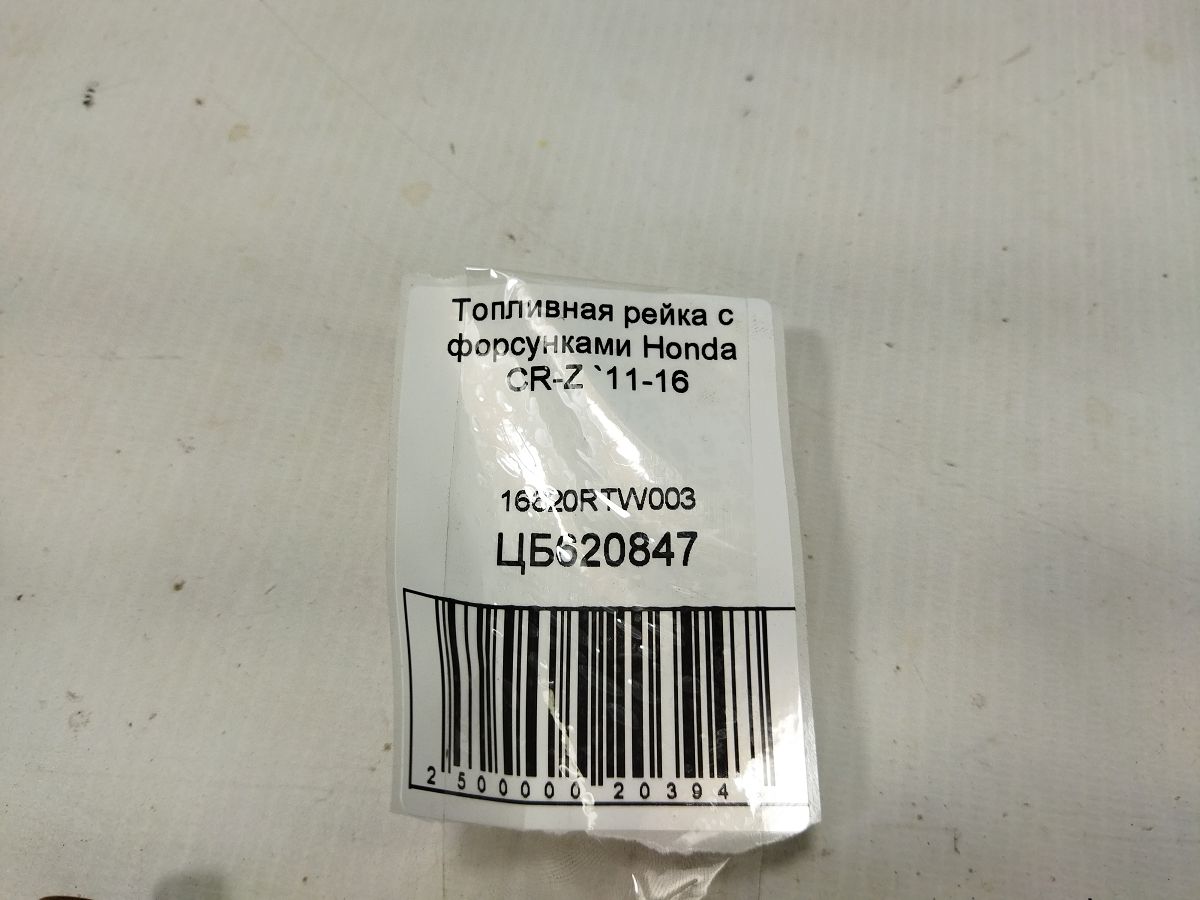 Топливная рейка с
форсунками Honda
CR-Z `11-16
16620RTW003
ЦБ620847
2 500000 20394